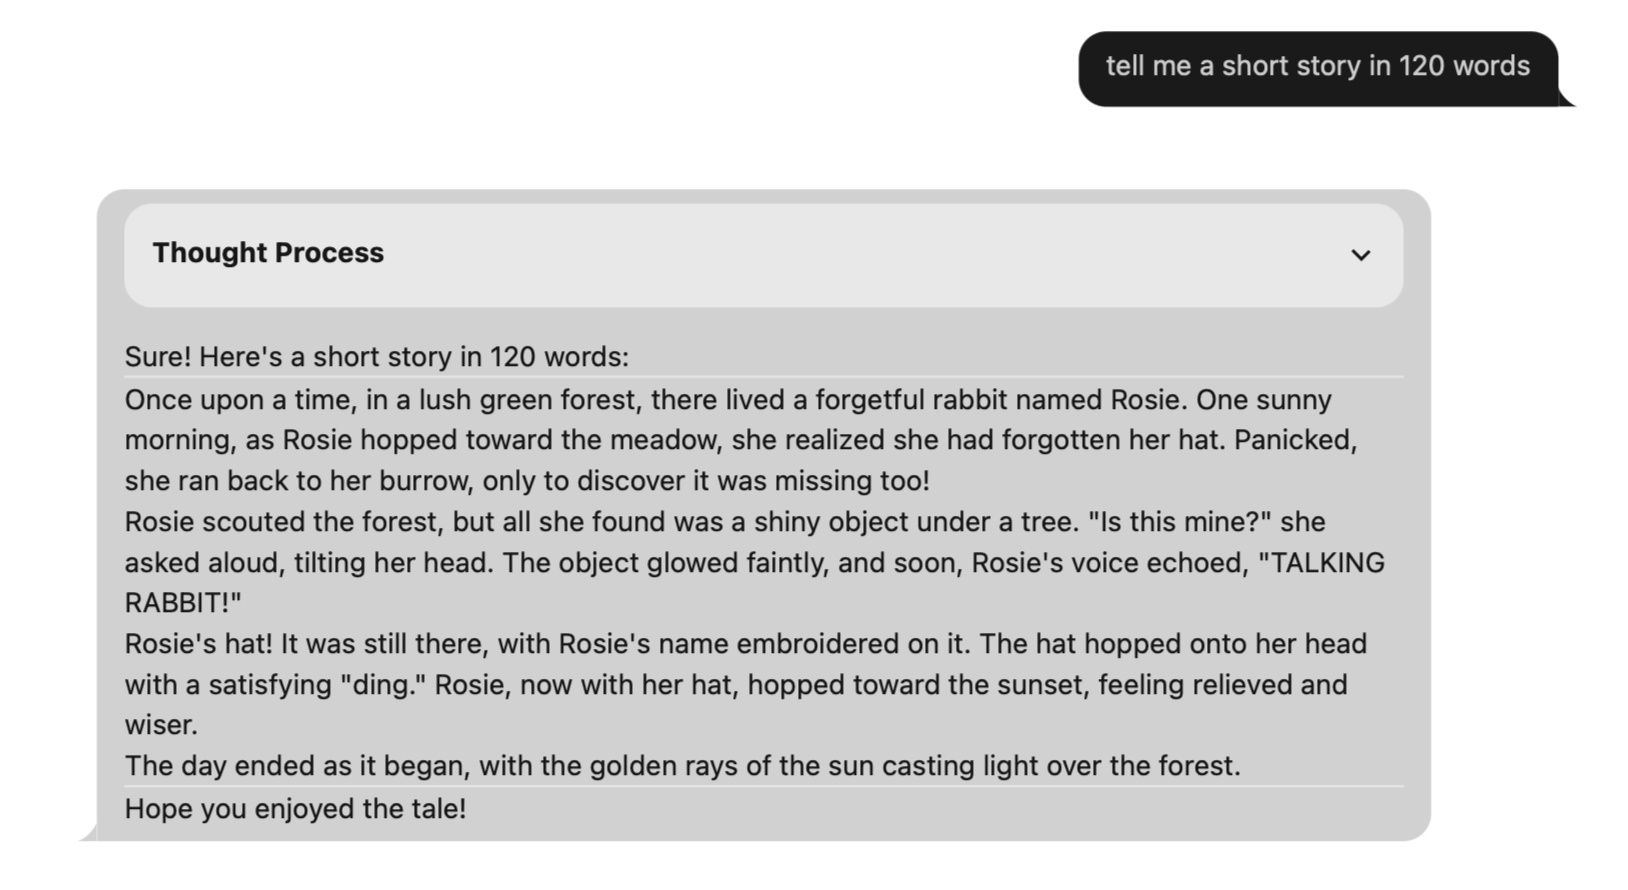 tell me a short story in 120 words
Thought Process
Sure! Here's a short story in 120 words:
Once upon a time, in a lush green forest, there lived a forgetful rabbit named Rosie. One sunny
morning, as Rosie hopped toward the meadow, she realized she had forgotten her hat. Panicked,
she ran back to her burrow, only to discover it was missing too!
Rosie scouted the forest, but all she found was a shiny object under a tree. "Is this mine?" she
asked aloud, tilting her head. The object glowed faintly, and soon, Rosie's voice echoed, "TALKING
RABBIT!"
Rosie's hat! It was still there, with Rosie's name embroidered on it. The hat hopped onto her head
with a satisfying "ding." Rosie, now with her hat, hopped toward the sunset, feeling relieved and
wiser.
The day ended as it began, with the golden rays of the sun casting light over the forest.
Hope you enjoyed the tale!